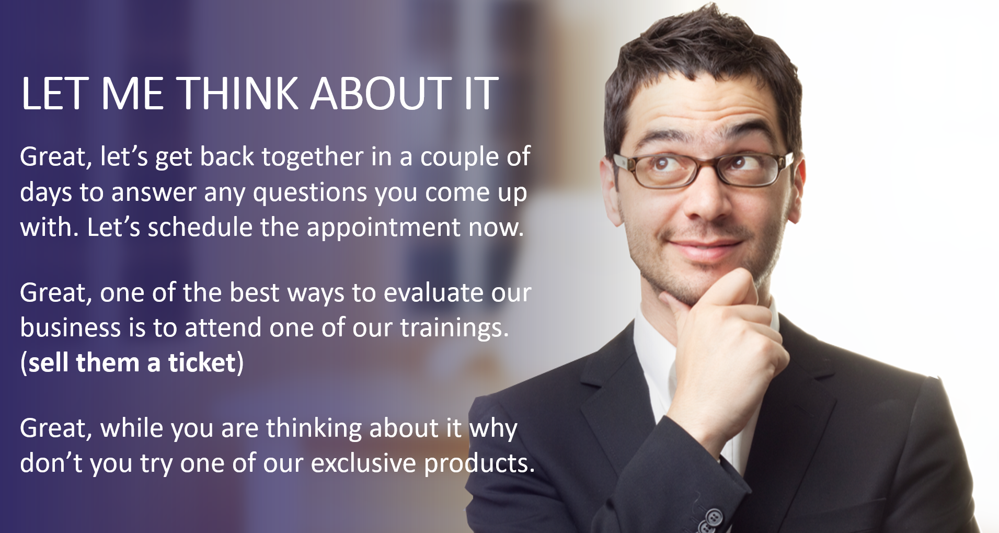 LET ME THINK ABOUT IT
Great, let’s get back together in a couple of
days to answer any questions you come up
with. Let’s schedule the appointment now.
Great, one of the best ways to evaluate our
business is to attend one of our trainings.
(sell them a ticket)
Great, while you are thinking about it why
don’t you try one of our exclusive products.